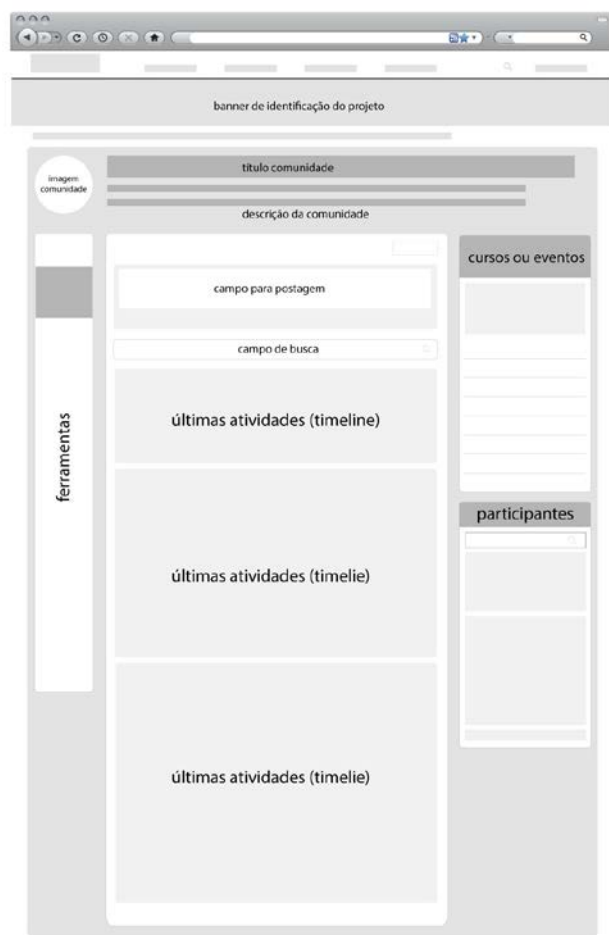 banner de identificação do projeto
imagem
comunidade
título comunidade
descrição da comunidade
ferramentas
campo para postagem
campo de busca
últimas atividades (timeline)
últimas atividades (timelie)
últimas atividades (timelie)
cursos ou eventos
participantes